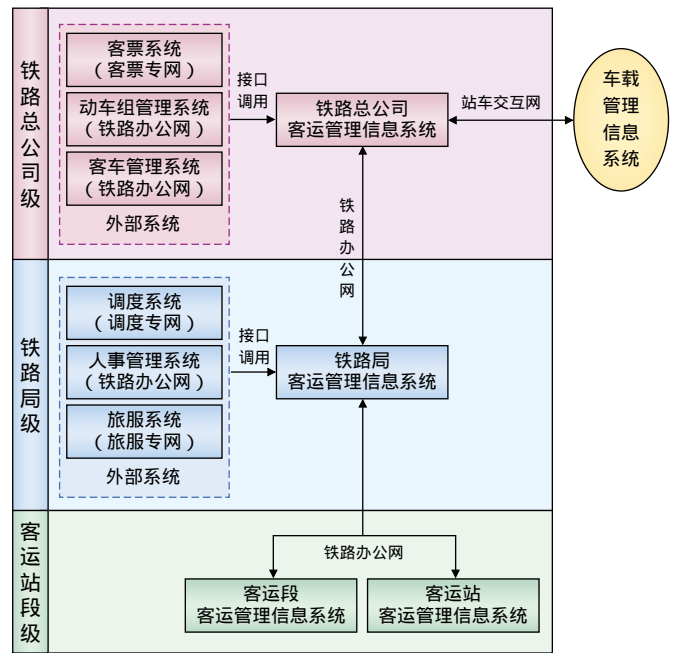 铁路总公司级
客票系统
（客票专网）
动车组管理系统
（铁路办公网）
客车管理系统
（铁路办公网）
外部系统
接口
调用
铁路总公司
客运管理信息系统
站车交互网
车载
管理
信息
系统
铁路办公网
铁路局级
调度系统
（调度专网）
人事管理系统
（铁路办公网）
旅服系统
（旅服专网）
外部系统
接口
调用
铁路局
客运管理信息系统
客运站段级
铁路办公网
客运段
客运管理信息系统
客运站
客运管理信息系统